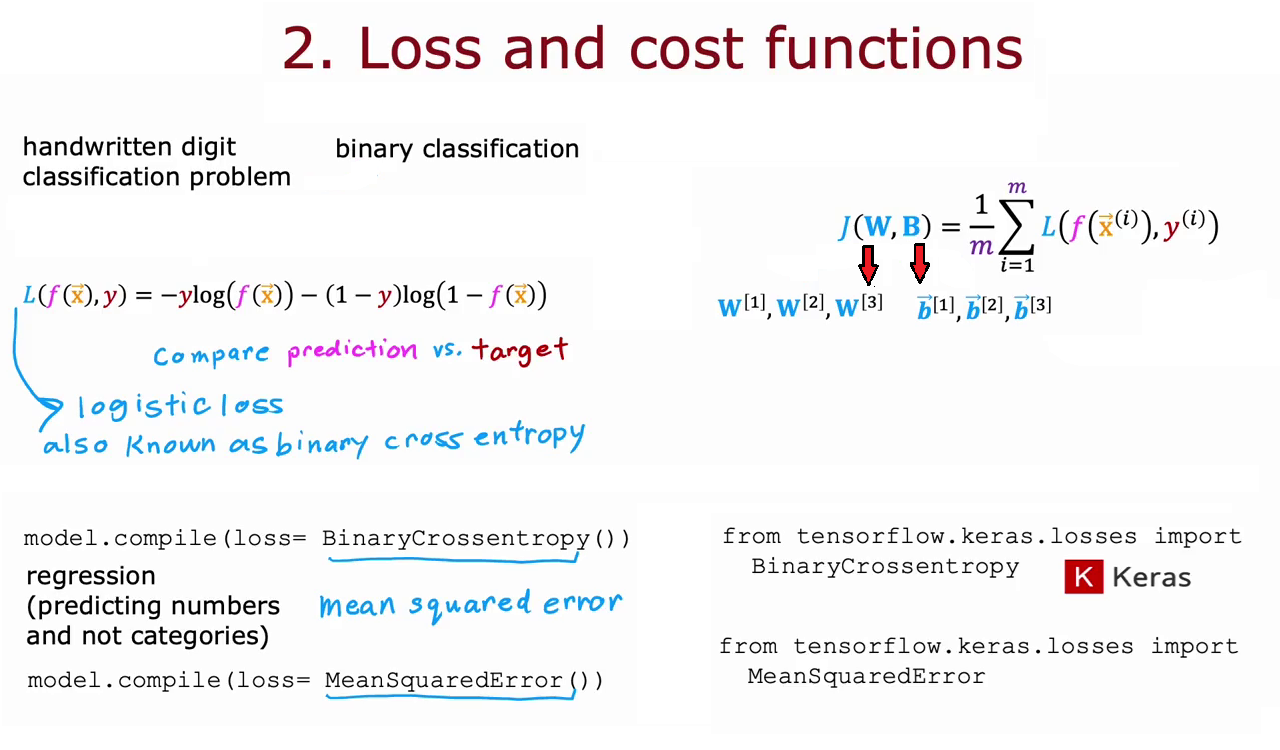 2. Loss and cost functions
handwritten digit
classification problem
binary classification
L(f(x⃗), y) = −ylog(f(x⃗)) − (1 − y)log(1 − f(x⃗))
compare prediction vs. target
logistic loss
also known as binary cross entropy
J(W, B) = 1/m ∑_{i=1}^{m} L(f(x⃗^(i)), y^(i))
W^[1], W^[2], W^[3] b⃗^[1], b⃗^[2], b⃗^[3]
model.compile(loss= BinaryCrossentropy())
regression
(predicting numbers
and not categories)
mean squared error
model.compile(loss= MeanSquaredError())
from tensorflow.keras.losses import
BinaryCrossentropy
K Keras
from tensorflow.keras.losses import
MeanSquaredError